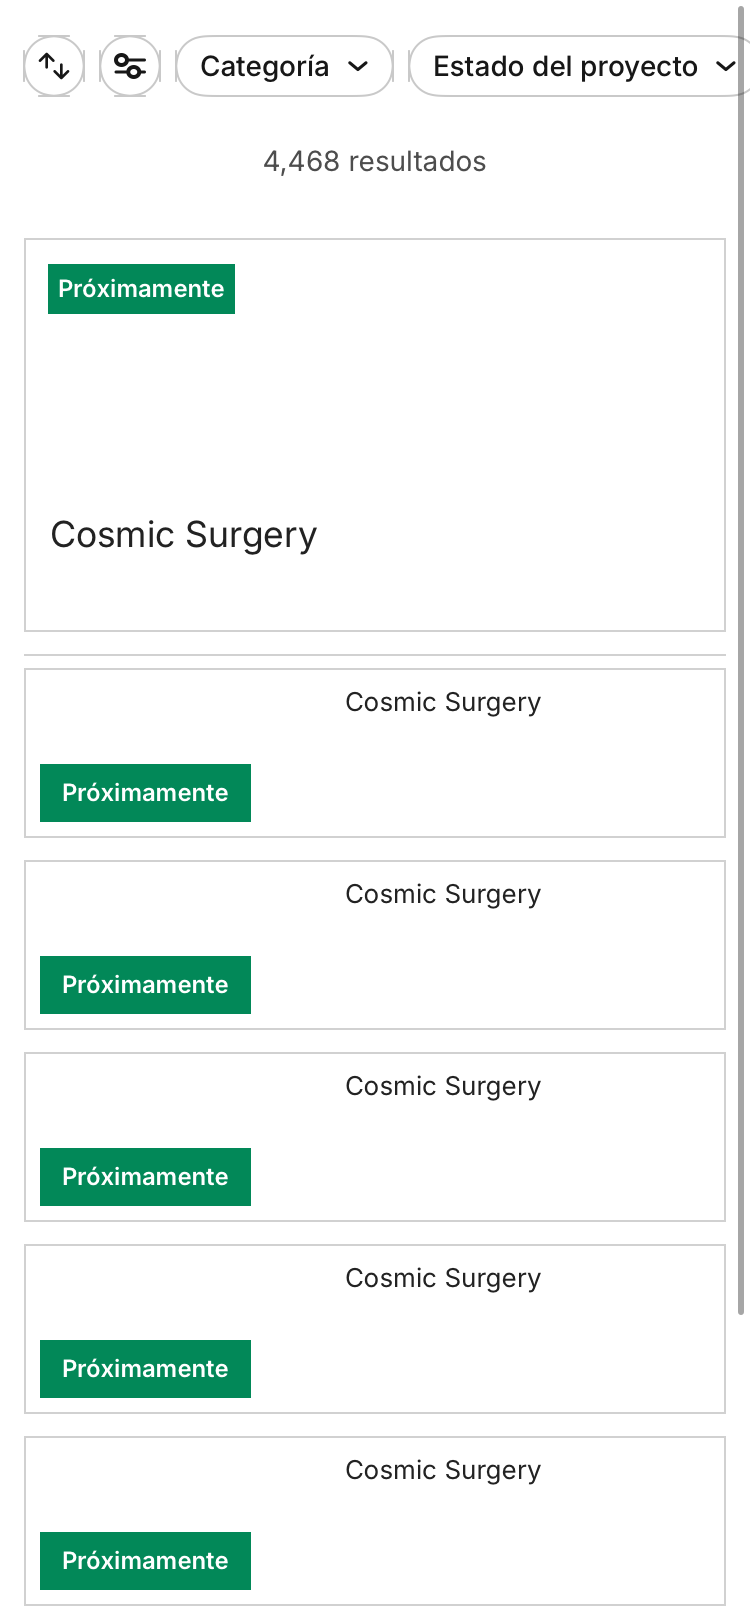 Categoría
Estado del proyecto
4,468 resultados
Próximamente
Cosmic Surgery
Cosmic Surgery
Próximamente
Cosmic Surgery
Próximamente
Cosmic Surgery
Próximamente
Cosmic Surgery
Próximamente
Cosmic Surgery
Próximamente